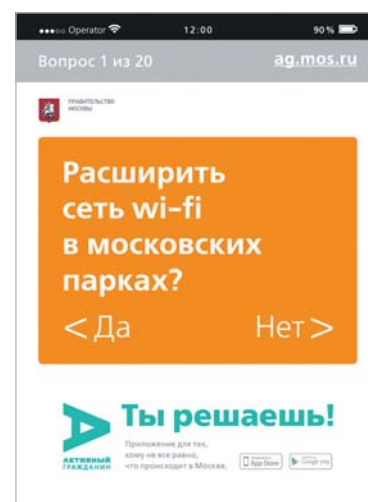 Operator 12:00 90 %
Вопрос 1 из 20 ag.mos.ru
ПРАВИТЕЛЬСТВО
МОСКВЫ
Расширить
сеть wi-fi
в московских
парках?
< Да Нет >
Ты решаешь!
АКТИВНЫЙ
ГРАЖДАНИН
Приложение для тех,
кому не все равно,
что происходит в Москве.
App Store Google play